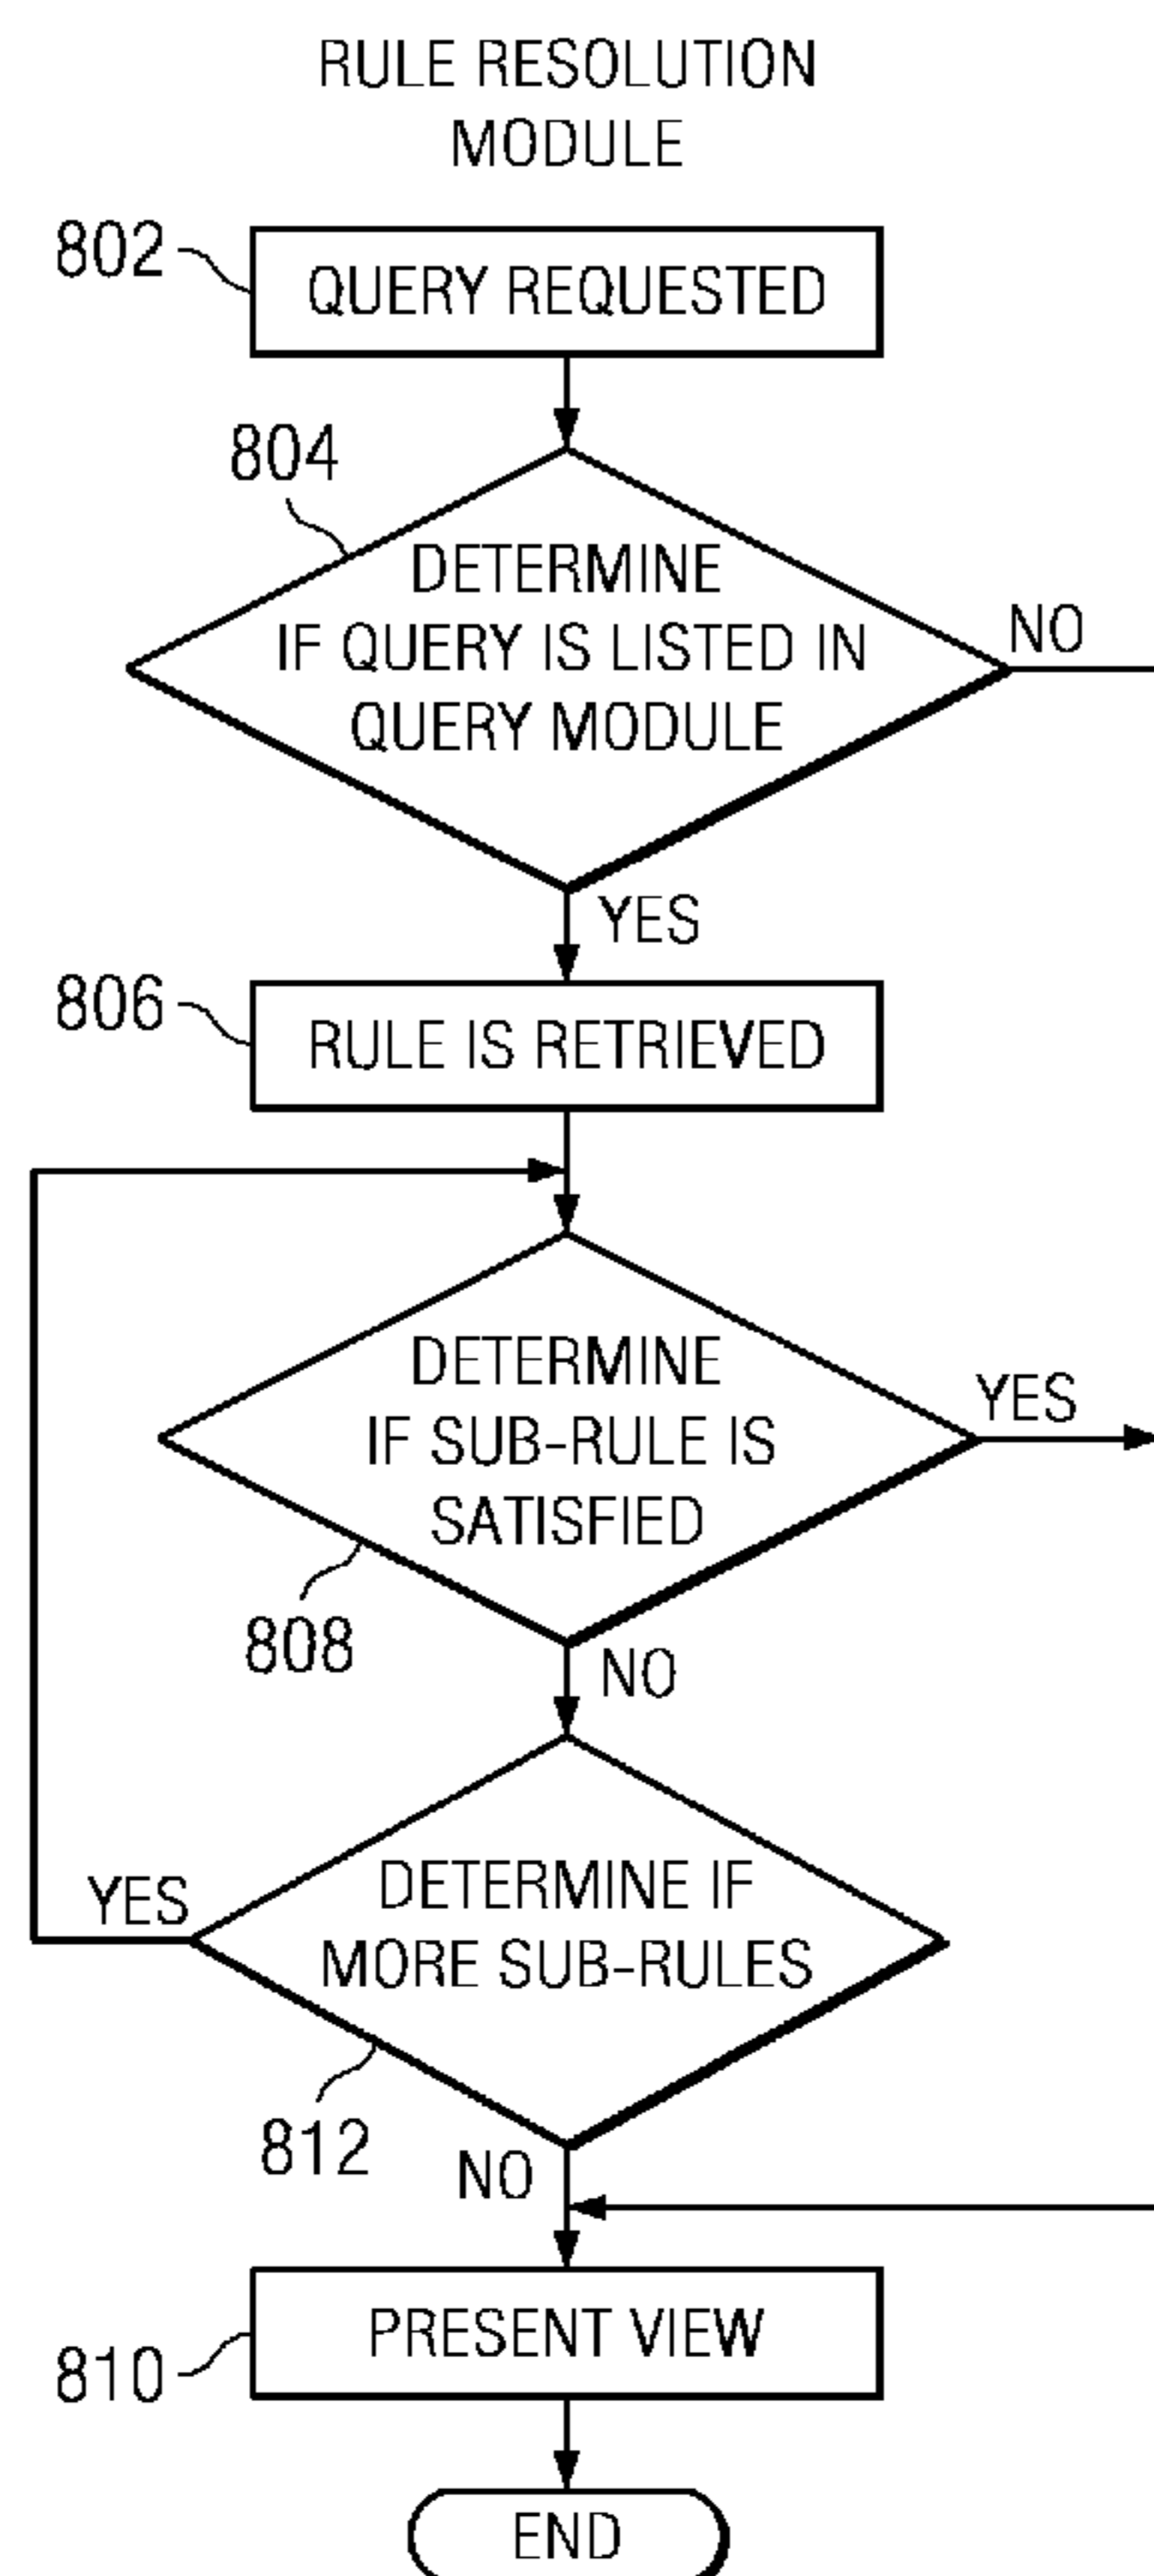 RULE RESOLUTION
MODULE
802
QUERY REQUESTED
804
DETERMINE
IF QUERY IS LISTED IN
QUERY MODULE
NO
YES
806
RULE IS RETRIEVED
DETERMINE
IF SUB-RULE IS
SATISFIED
YES
808
NO
DETERMINE IF
MORE SUB-RULES
YES
812
NO
PRESENT VIEW
810
END